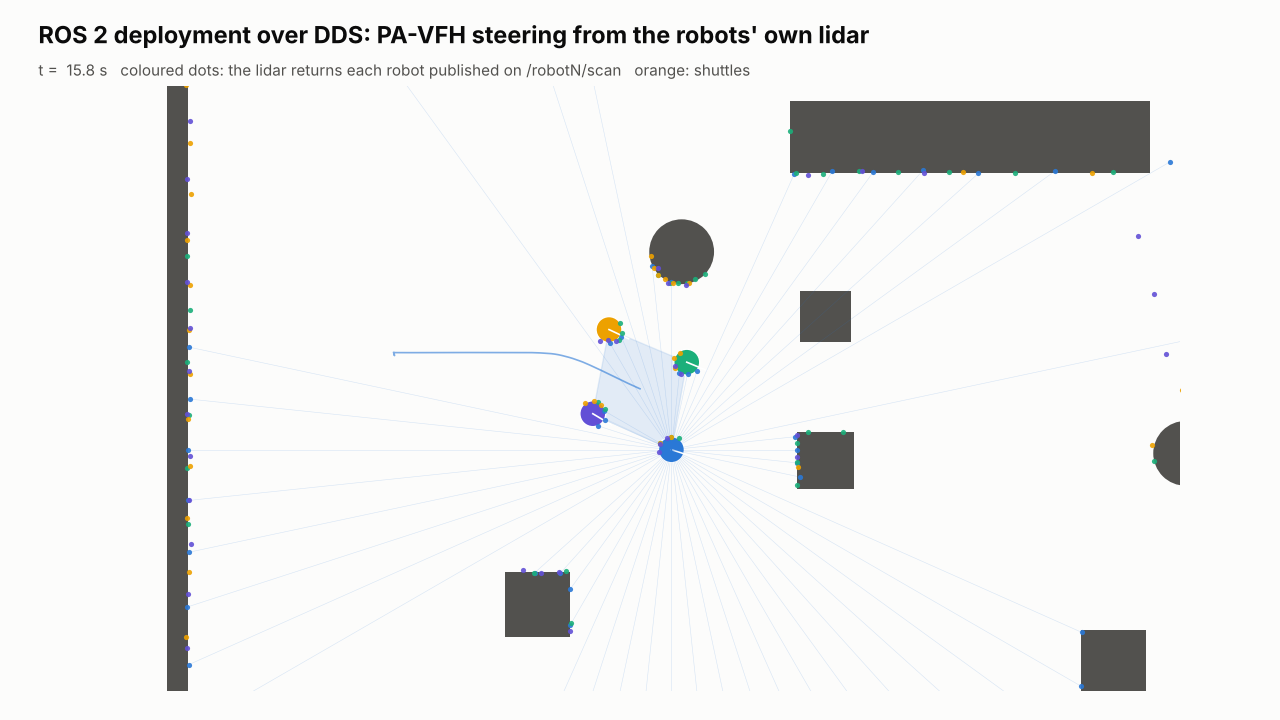 ROS 2 deployment over DDS: PA-VFH steering from the robots' own lidar
t =  15.8 s   coloured dots: the lidar returns each robot published on /robotN/scan   orange: shuttles